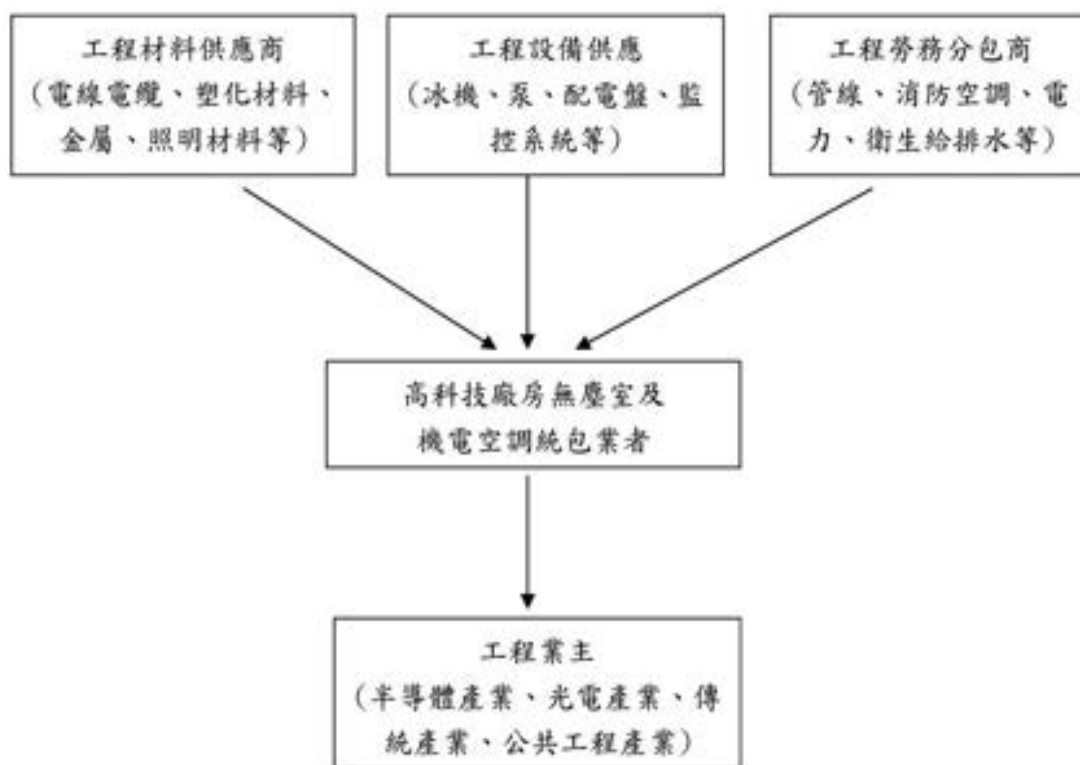 工程材料供應商
(電線電纜、塑化材料、
金屬、照明材料等)
工程設備供應
(冰機、泵、配電盤、監
控系統等)
工程勞務分包商
(管線、消防空調、電
力、衛生給排水等)
高科技廠房無塵室及
機電空調統包業者
工程業主
(半導體產業、光電產業、傳
統產業、公共工程產業)